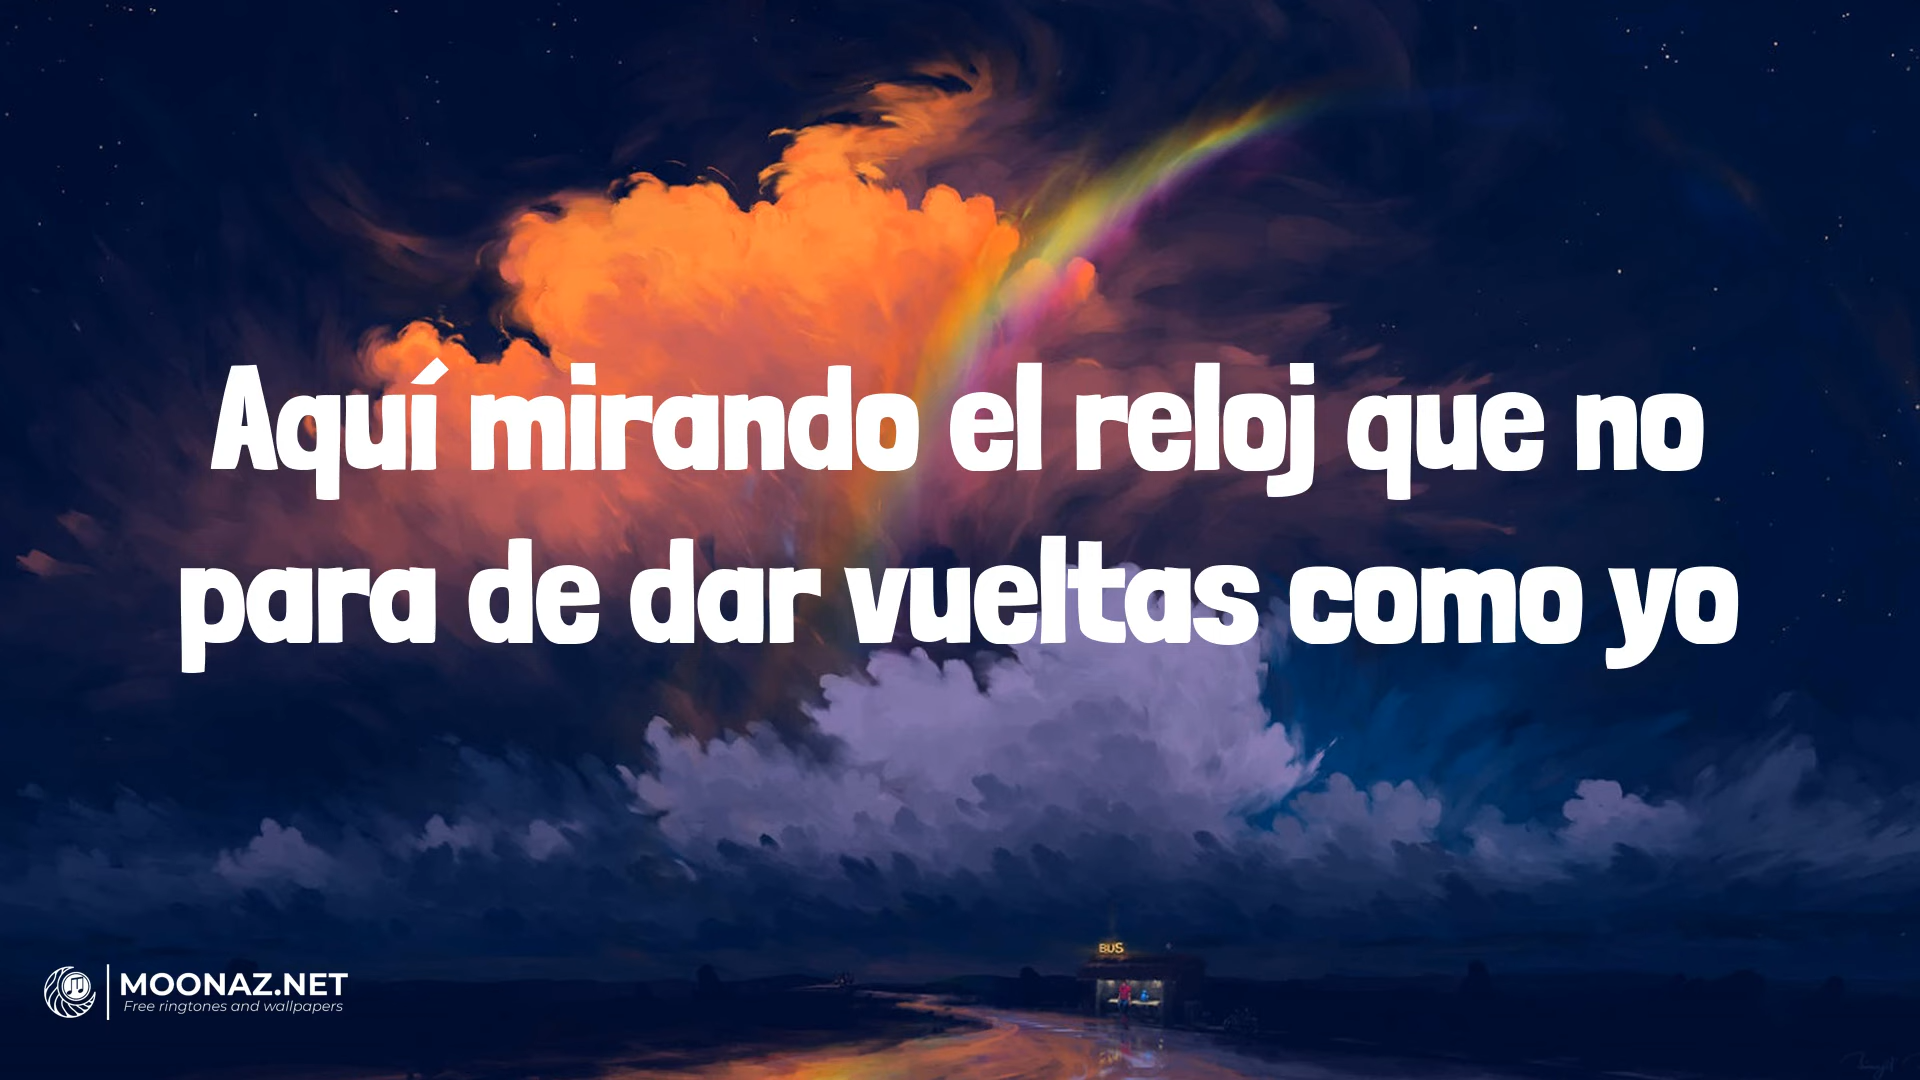 Aquí mirando el reloj que no
para de dar vueltas como yo
BUS
MOONAZ.NET
Free ringtones and wallpapers